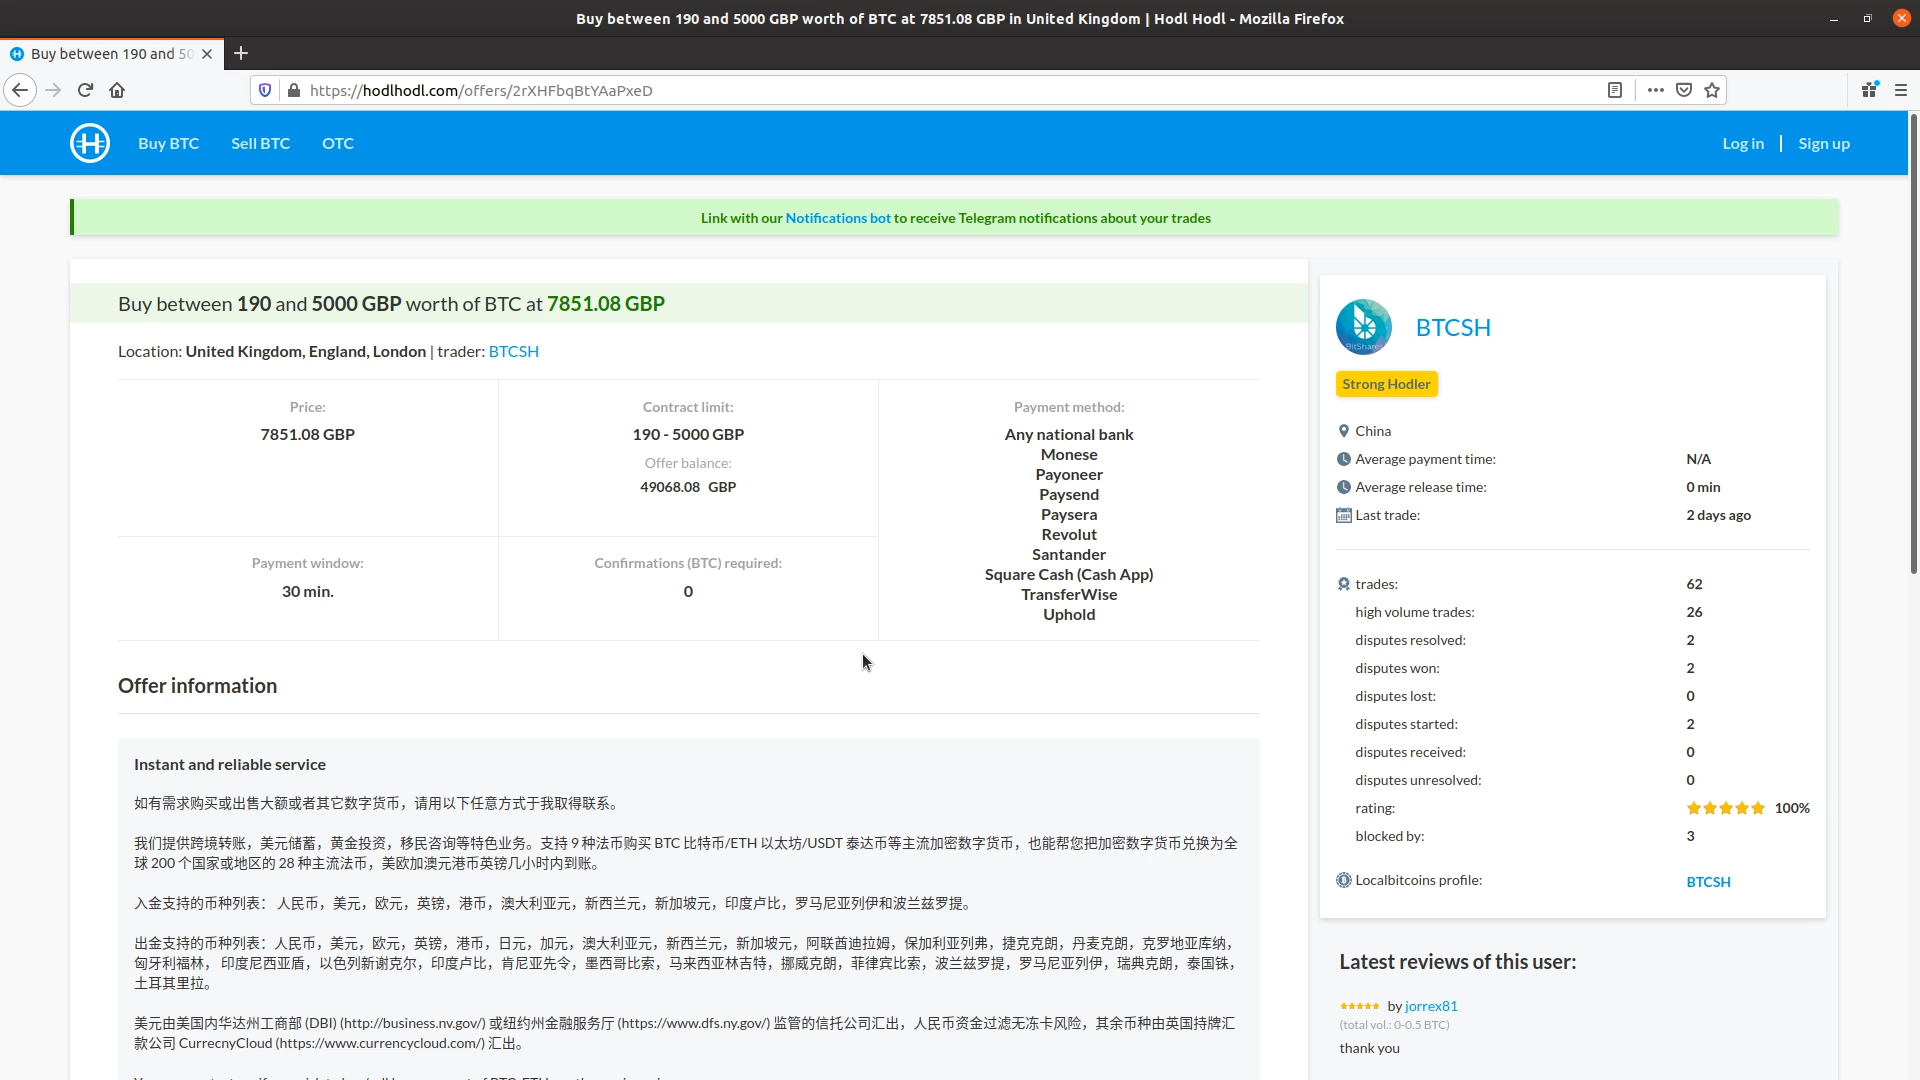 Buy between 190 and 5000 GBP worth of BTC at 7851.08 GBP in United Kingdom | Hodl Hodl - Mozilla Firefox
Buy between 190 and 50
https://hodlhodl.com/offers/2rXHFbqBtYAaPxeD
Buy BTC
Sell BTC
OTC
Log in | Sign up
Link with our Notifications bot to receive Telegram notifications about your trades
Buy between 190 and 5000 GBP worth of BTC at 7851.08 GBP
Location: United Kingdom, England, London | trader: BTCSH
Price:
7851.08 GBP
Contract limit:
190 - 5000 GBP
Offer balance:
49068.08 GBP
Payment method:
Any national bank
Monese
Payoneer
Paysend
Paysera
Revolut
Santander
Square Cash (Cash App)
TransferWise
Uphold
Payment window:
30 min.
Confirmations (BTC) required:
0
Offer information
Instant and reliable service
如有需求购买或出售大额或者其它数字货币，请用以下任意方式于我取得联系。
我们提供跨境转账，美元储蓄，黄金投资，移民咨询等特色业务。支持 9 种法币购买 BTC 比特币/ETH 以太坊/USDT 泰达币等主流加密数字货币，也能帮您把加密数字货币兑换为全
球 200 个国家或地区的 28 种主流法币，美欧加澳元港币英镑几小时内到账。
入金支持的币种列表： 人民币，美元，欧元，英镑，港币，澳大利亚元，新西兰元，新加坡元，印度卢比，罗马尼亚列伊和波兰兹罗提。
出金支持的币种列表：人民币，美元，欧元，英镑，港币，日元，加元，澳大利亚元，新西兰元，新加坡元，阿联酋迪拉姆，保加利亚列弗，捷克克朗，丹麦克朗，克罗地亚库纳，
匈牙利福林， 印度尼西亚盾，以色列新谢克尔，印度卢比，肯尼亚先令，墨西哥比索，马来西亚林吉特，挪威克朗，菲律宾比索，波兰兹罗提，罗马尼亚列伊，瑞典克朗，泰国铢，
土耳其里拉。
美元由美国内华达州工商部 (DBI) (http://business.nv.gov/) 或纽约州金融服务厅 (https://www.dfs.ny.gov/) 监管的信托公司汇出，人民币资金过滤无冻卡风险，其余币种由英国持牌汇
款公司 CurrecnyCloud (https://www.currencycloud.com/) 汇出。
BitShares
BTCSH
Strong Hodler
China
Average payment time: N/A
Average release time: 0 min
Last trade: 2 days ago
trades: 62
high volume trades: 26
disputes resolved: 2
disputes won: 2
disputes lost: 0
disputes started: 2
disputes received: 0
disputes unresolved: 0
rating: 100%
blocked by: 3
Localbitcoins profile: BTCSH
Latest reviews of this user:
by jorrex81
(total vol.: 0-0.5 BTC)
thank you